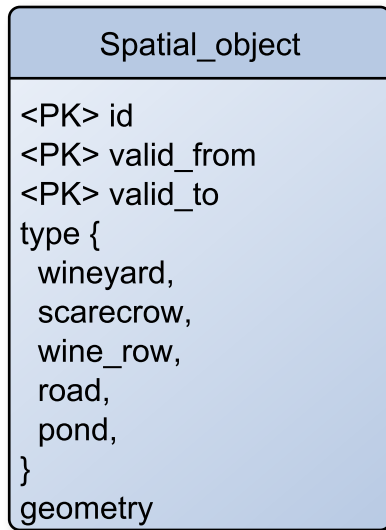 Spatial_object
<PK> id
<PK> valid_from
<PK> valid_to
type {
wineyard,
scarecrow,
wine_row,
road,
pond,
}
geometry